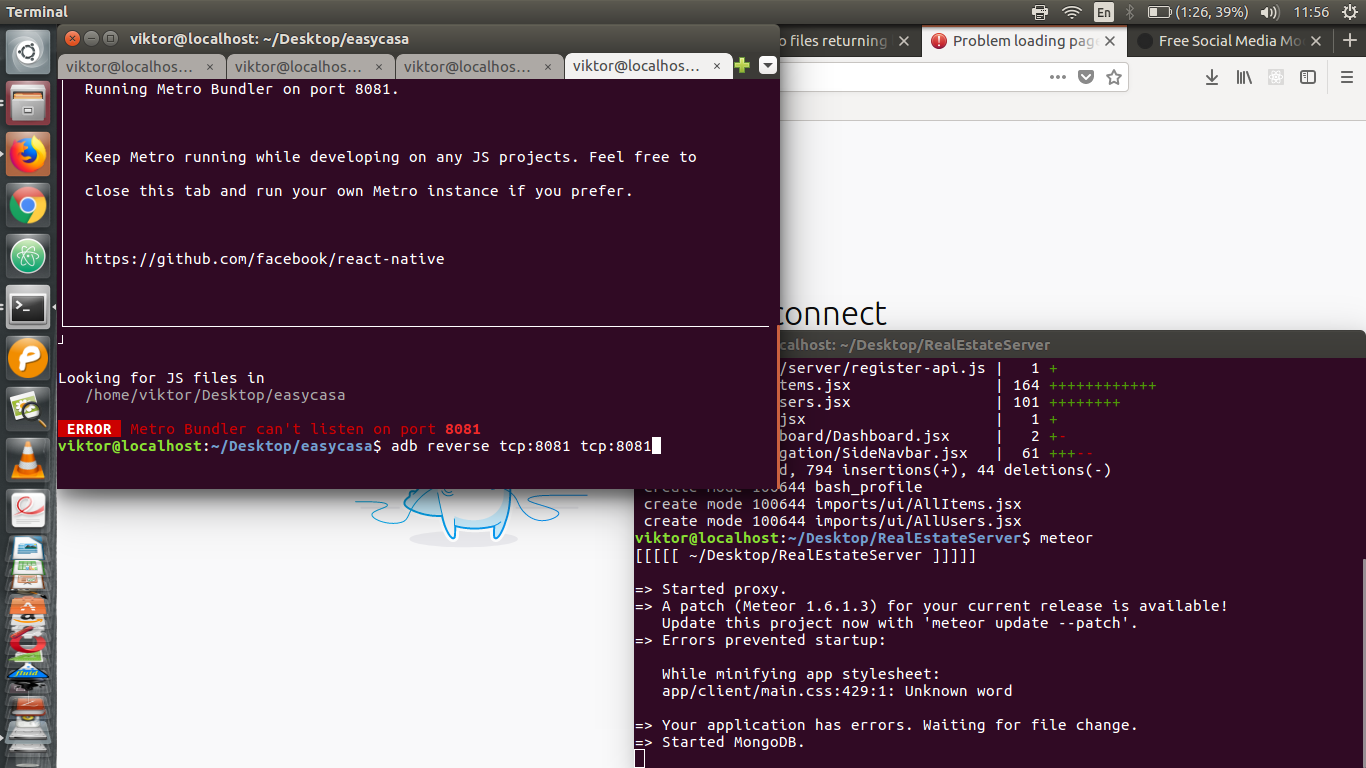 Terminal
En
(1:26, 39%)
11:56
viktor@localhost: ~/Desktop/easycasa
files returning
Problem loading pag
Free Social Media Mo
viktor@localhos…
viktor@localhos…
viktor@localhos…
viktor@localhos…
Running Metro Bundler on port 8081.
Keep Metro running while developing on any JS projects. Feel free to
close this tab and run your own Metro instance if you prefer.
https://github.com/facebook/react-native
Looking for JS files in
/home/viktor/Desktop/easycasa
ERROR Metro Bundler can't listen on port 8081
viktor@localhost:~/Desktop/easycasa$ adb reverse tcp:8081 tcp:8081
connect
calhost: ~/Desktop/RealEstateServer
/server/register-api.js | 1 +
tems.jsx | 164 ++++++++++++
sers.jsx | 101 ++++++++
jsx | 1 +
board/Dashboard.jsx | 2 +-
gation/SideNavbar.jsx | 61 +++--
d, 794 insertions(+), 44 deletions(-)
create mode 100644 bash_profile
create mode 100644 imports/ui/AllItems.jsx
create mode 100644 imports/ui/AllUsers.jsx
viktor@localhost:~/Desktop/RealEstateServer$ meteor
[[[[[ ~/Desktop/RealEstateServer ]]]]]
=> Started proxy.
=> A patch (Meteor 1.6.1.3) for your current release is available!
Update this project now with 'meteor update --patch'.
=> Errors prevented startup:
While minifying app stylesheet:
app/client/main.css:429:1: Unknown word
=> Your application has errors. Waiting for file change.
=> Started MongoDB.